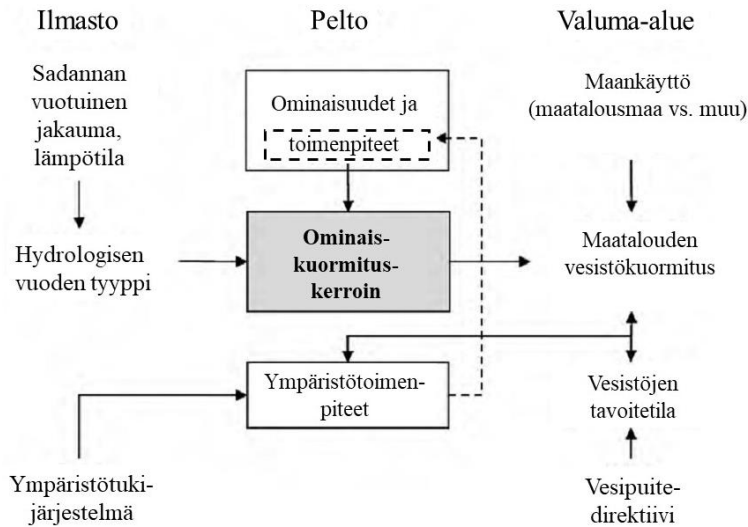 Ilmasto
Pelto
Valuma-alue
Sadannan
vuotuinen
jakauma,
lämpötila
Ominaisuudet ja
toimenpiteet
Maankäyttö
(maatalousmaa vs. muu)
Hydrologisen
vuoden tyyppi
Ominais-
kuormitus-
kerroin
Maatalouden
vesistökuormitus
Ympäristötoimen-
piteet
Vesistöjen
tavoitetila
Ympäristötuki-
järjestelmä
Vesipuite-
direktiivi